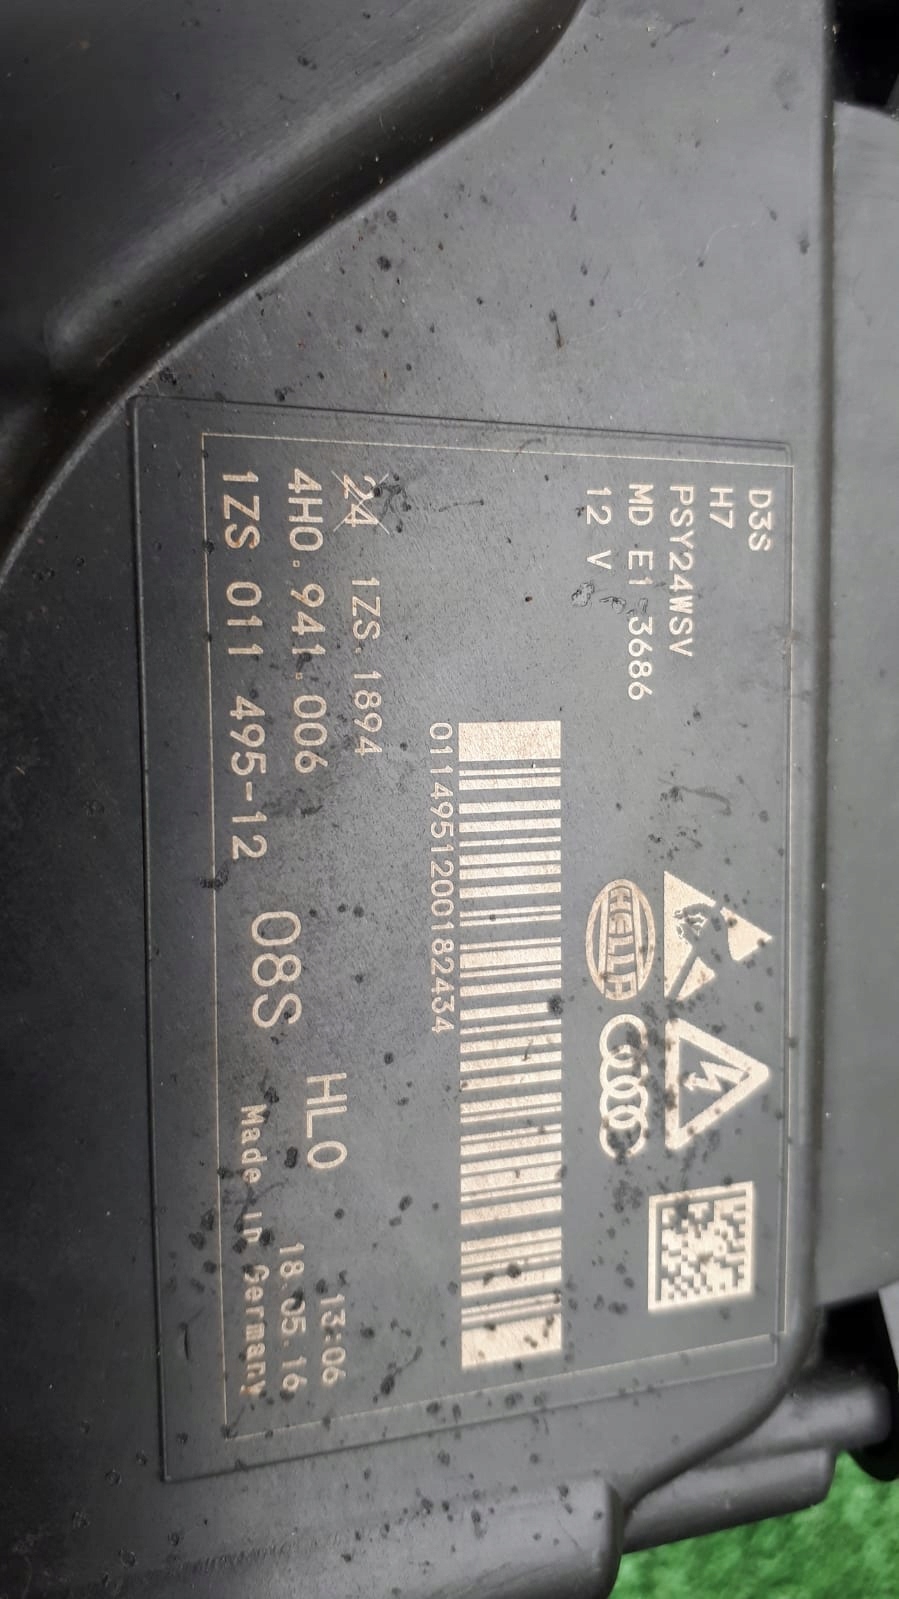 D3S
H7
PSY24WSV
MD E1 3686
12 V
HELLA
0114951200182434
24 1ZS.1894
4H0.941.006
HL0
13:06
1ZS 011 495-12
08S
18.05.16
Made in Germany